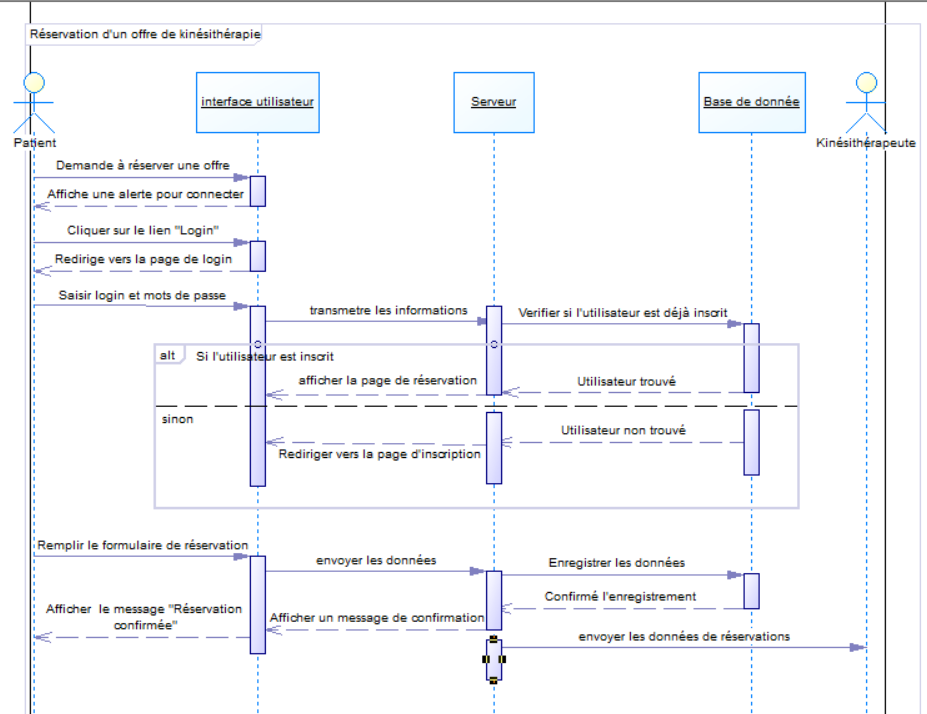 Réservation d'un offre de kinésithérapie
interface utilisateur
Serveur
Base de donnée
Patient
Kinésithérapeute
Demande à réserver une offre
Affiche une alerte pour connecter
Cliquer sur le lien "Login"
Redirige vers la page de login
Saisir login et mots de passe
transmetre les informations
Verifier si l'utilisateur est déjà inscrit
alt
Si l'utilisateur est inscrit
afficher la page de réservation
Utilisateur trouvé
sinon
Utilisateur non trouvé
Rediriger vers la page d'inscription
Remplir le formulaire de réservation
envoyer les données
Enregistrer les données
Confirmé l'enregistrement
Afficher le message "Réservation
confirmée"
Afficher un message de confirmation
envoyer les données de réservations